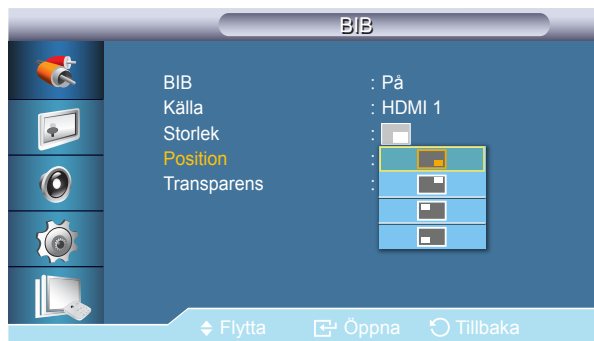 BIB
BIB : På
Källa : HDMI 1
Storlek :
Position :
Transparens :
Flytta Öppna Tillbaka